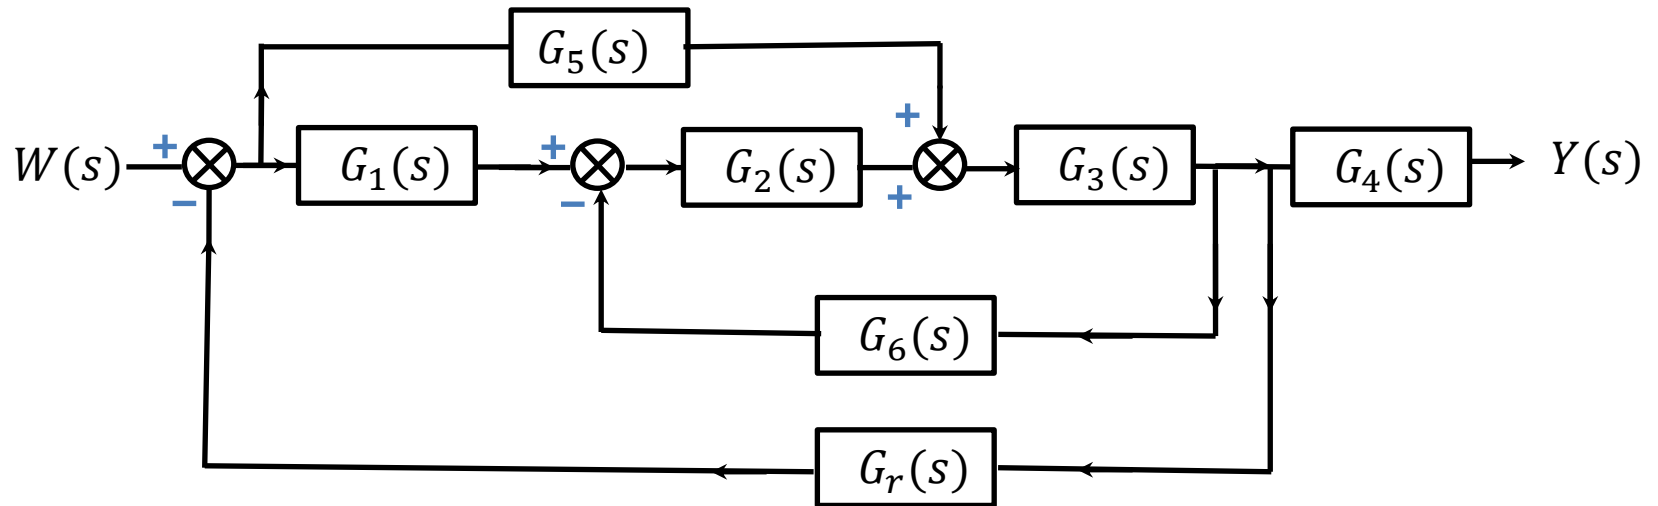 G₅(s)
+
+
+
W(s) G₁(s) G₂(s) G₃(s) G₄(s) Y(s)
−
−
+
G₆(s)
Gᵣ(s)